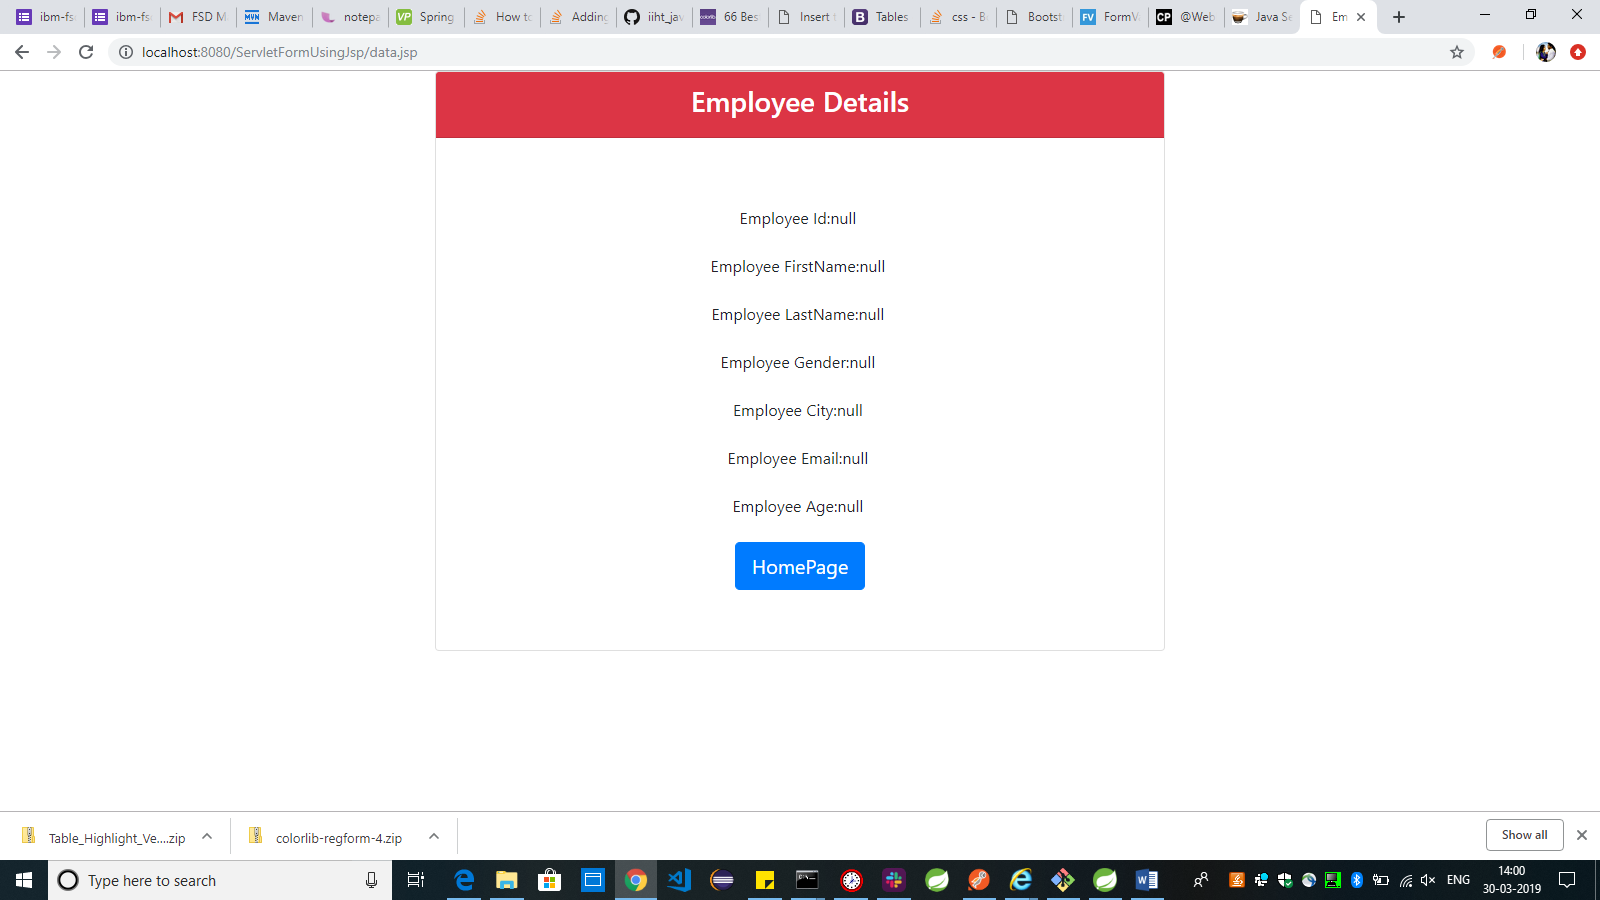 ibm-fs
ibm-fs
FSD M
Maven
notepa
Spring
How to
Adding
iiht_jav
66 Bes
Insert t
Tables
css - B
Bootst
FormVa
@Web
Java Se
Em
localhost:8080/ServletFormUsingJsp/data.jsp
Employee Details
Employee Id:null
Employee FirstName:null
Employee LastName:null
Employee Gender:null
Employee City:null
Employee Email:null
Employee Age:null
HomePage
Table_Highlight_Ve....zip
colorlib-regform-4.zip
Show all
Type here to search
ENG
14:00
30-03-2019